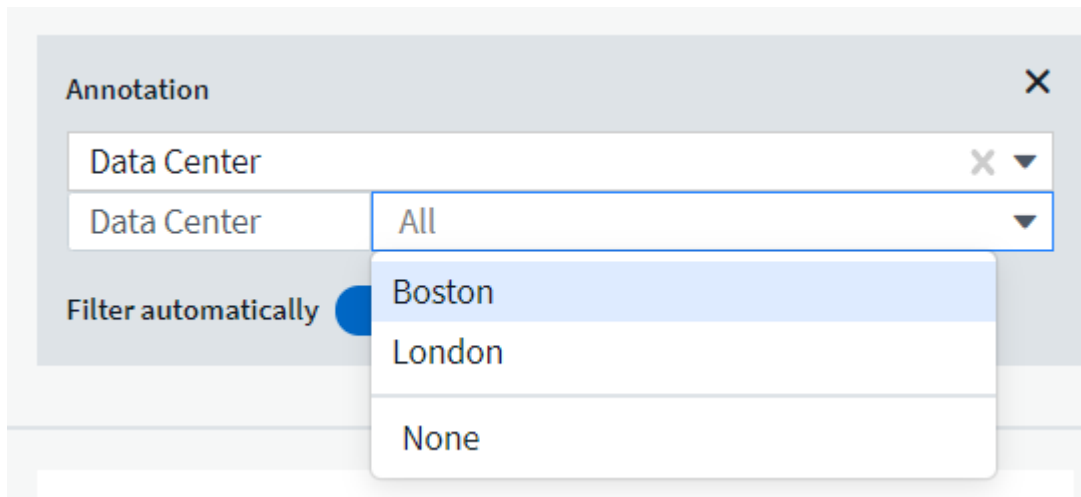 Annotation
Data Center
Data Center All
Boston
Filter automatically
London
None